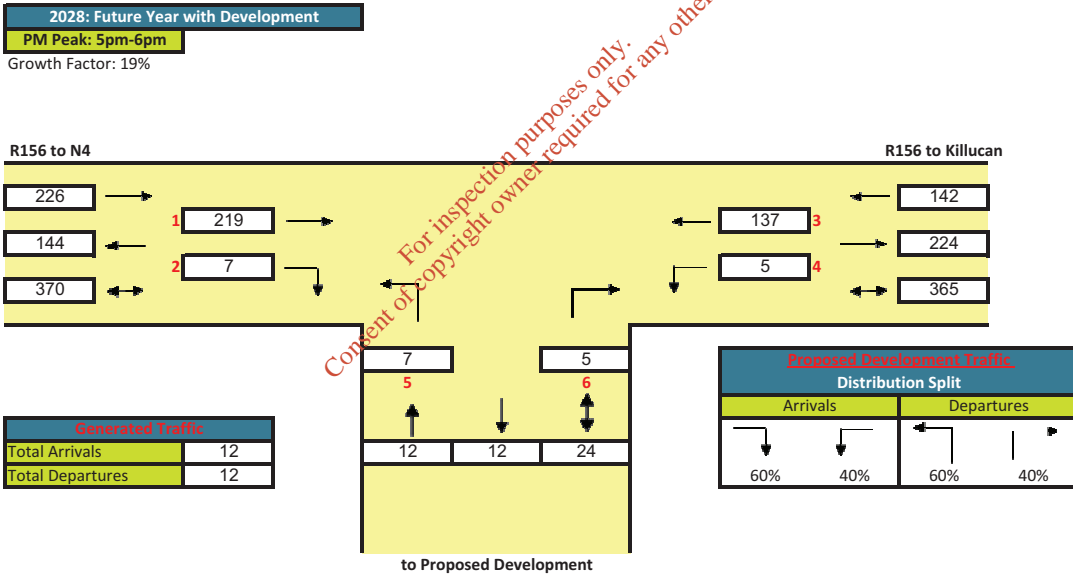 2028: Future Year with Development
PM Peak: 5pm-6pm
Growth Factor: 19%
For inspection purposes only.
Consent of copyright owner required for any other
R156 to N4
R156 to Killucan
226
142
1 219
137 3
144
224
2 7
5 4
370
365
7
5
5
6
Proposed Development Traffic
Distribution Split
Arrivals Departures
60% 40% 60% 40%
Generated Traffic
Total Arrivals 12
Total Departures 12
12 12 24
to Proposed Development